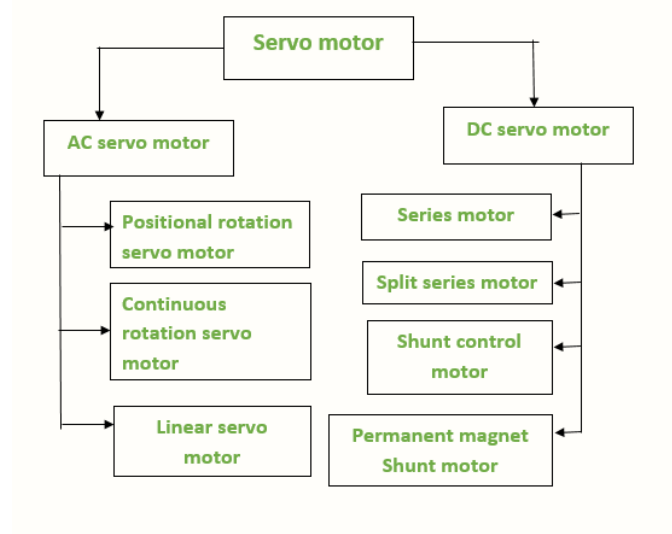 Servo motor
AC servo motor
Positional rotation
servo motor
Continuous
rotation servo
motor
Linear servo
motor
DC servo motor
Series motor
Split series motor
Shunt control
motor
Permanent magnet
Shunt motor